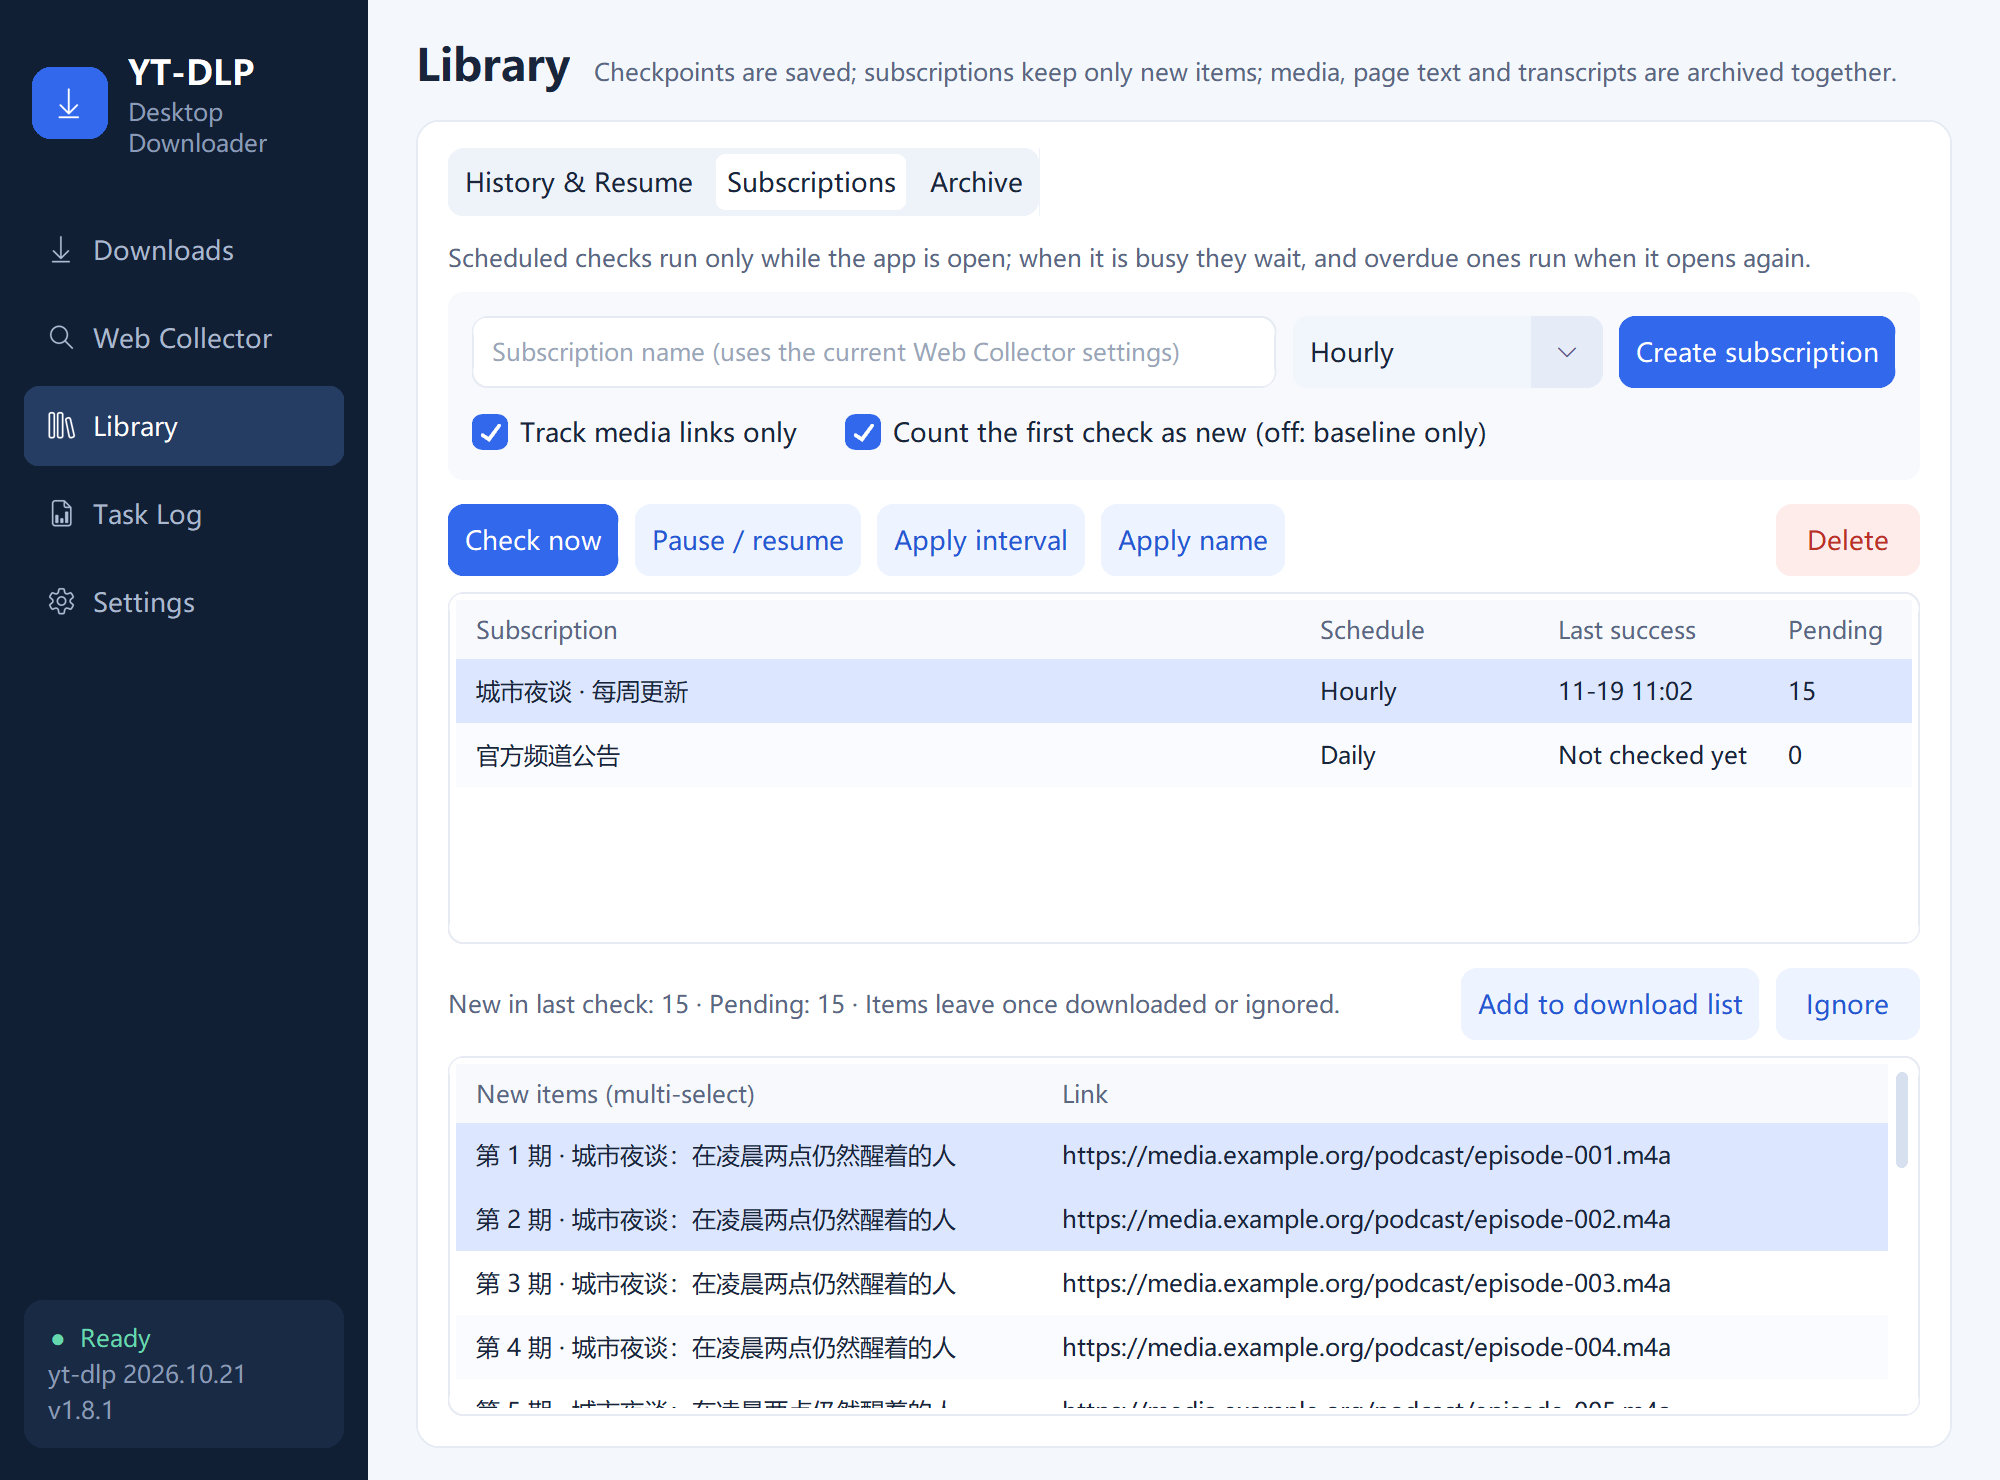 YT-DLP
Desktop
Downloader
Downloads
Web Collector
Library
Task Log
Settings
Ready
yt-dlp 2026.10.21
v1.8.1
Library
Checkpoints are saved; subscriptions keep only new items; media, page text and transcripts are archived together.
History & Resume
Subscriptions
Archive
Scheduled checks run only while the app is open; when it is busy they wait, and overdue ones run when it opens again.
Subscription name (uses the current Web Collector settings)
Hourly
Create subscription
Track media links only
Count the first check as new (off: baseline only)
Check now
Pause / resume
Apply interval
Apply name
Delete
Subscription Schedule Last success Pending
城市夜谈 · 每周更新 Hourly 11-19 11:02 15
官方频道公告 Daily Not checked yet 0
New in last check: 15 · Pending: 15 · Items leave once downloaded or ignored.
Add to download list
Ignore
New items (multi-select) Link
第 1 期 · 城市夜谈：在凌晨两点仍然醒着的人 https://media.example.org/podcast/episode-001.m4a
第 2 期 · 城市夜谈：在凌晨两点仍然醒着的人 https://media.example.org/podcast/episode-002.m4a
第 3 期 · 城市夜谈：在凌晨两点仍然醒着的人 https://media.example.org/podcast/episode-003.m4a
第 4 期 · 城市夜谈：在凌晨两点仍然醒着的人 https://media.example.org/podcast/episode-004.m4a